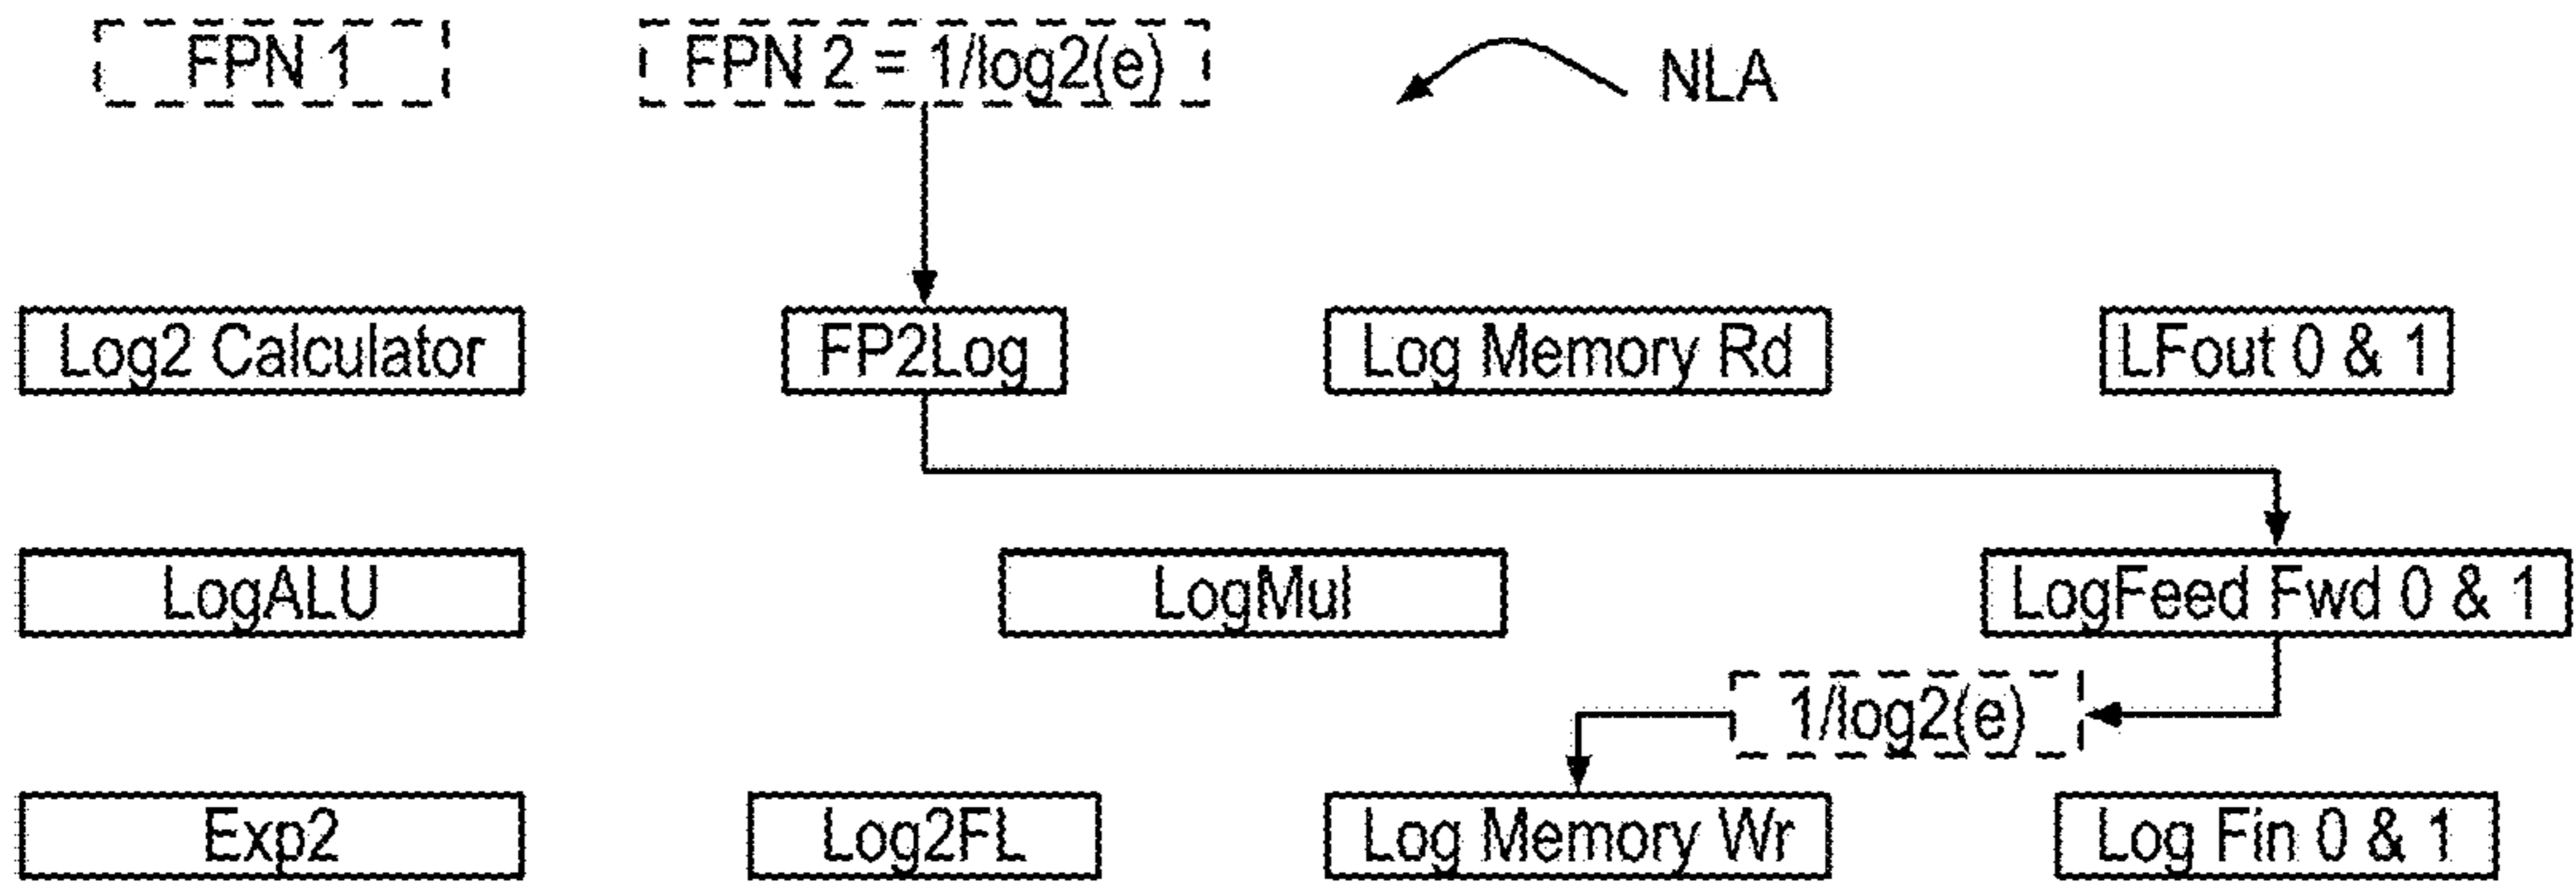 FPN 1
FPN 2 = 1/log2(e)
NLA
Log2 Calculator
FP2Log
Log Memory Rd
LFout 0 & 1
LogALU
LogMul
LogFeed Fwd 0 & 1
1/log2(e)
Exp2
Log2FL
Log Memory Wr
Log Fin 0 & 1